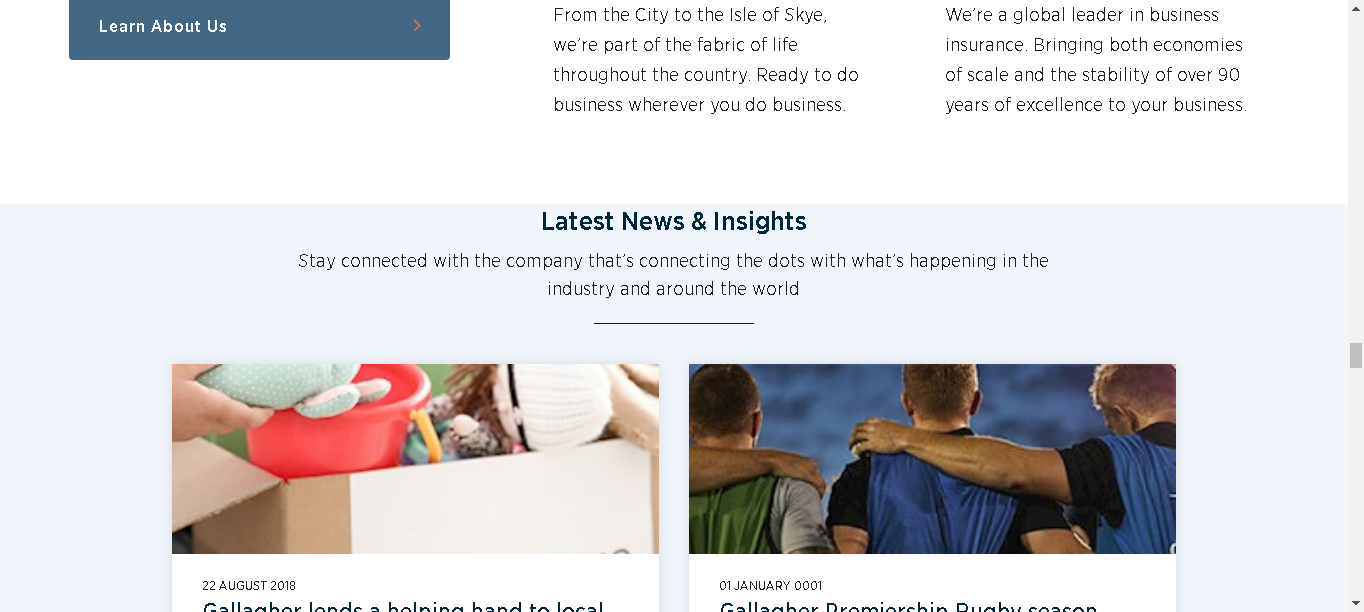 Learn About Us
From the City to the Isle of Skye,
we’re part of the fabric of life
throughout the country. Ready to do
business wherever you do business.
We’re a global leader in business
insurance. Bringing both economies
of scale and the stability of over 90
years of excellence to your business.
Latest News & Insights
Stay connected with the company that’s connecting the dots with what’s happening in the
industry and around the world
22 AUGUST 2018
Gallagher lends a helping hand to local
01 JANUARY 0001
Gallagher Premiership Rugby season